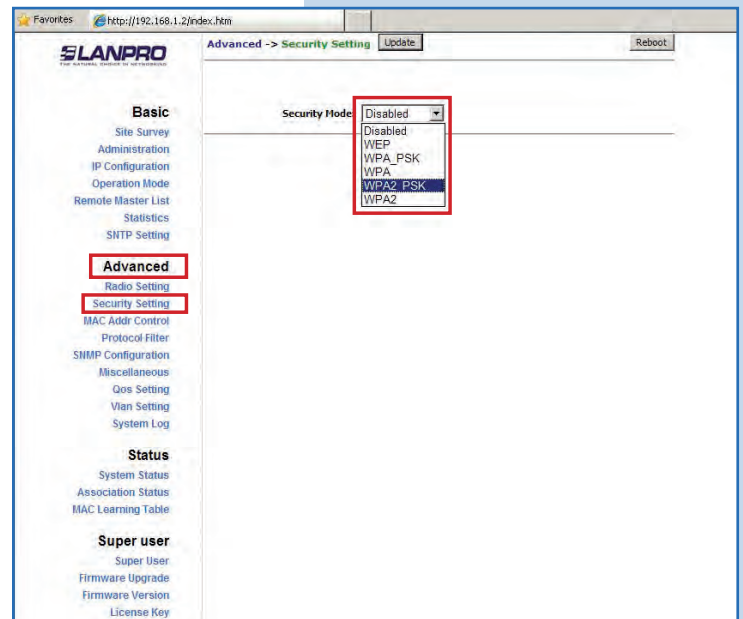 Favorites
http://192.168.1.2/index.htm
LANPRO
THE NATURAL CHOICE IN NETWORKING
Advanced -> Security Setting Update Reboot
Basic
Site Survey
Administration
IP Configuration
Operation Mode
Remote Master List
Statistics
SNTP Setting
Advanced
Radio Setting
Security Setting
MAC Addr Control
Protocol Filter
SNMP Configuration
Miscellaneous
Qos Setting
Vlan Setting
System Log
Status
System Status
Association Status
MAC Learning Table
Super user
Super User
Firmware Upgrade
Firmware Version
License Key
Security Mode: Disabled
Disabled
WEP
WPA_PSK
WPA
WPA2_PSK
WPA2